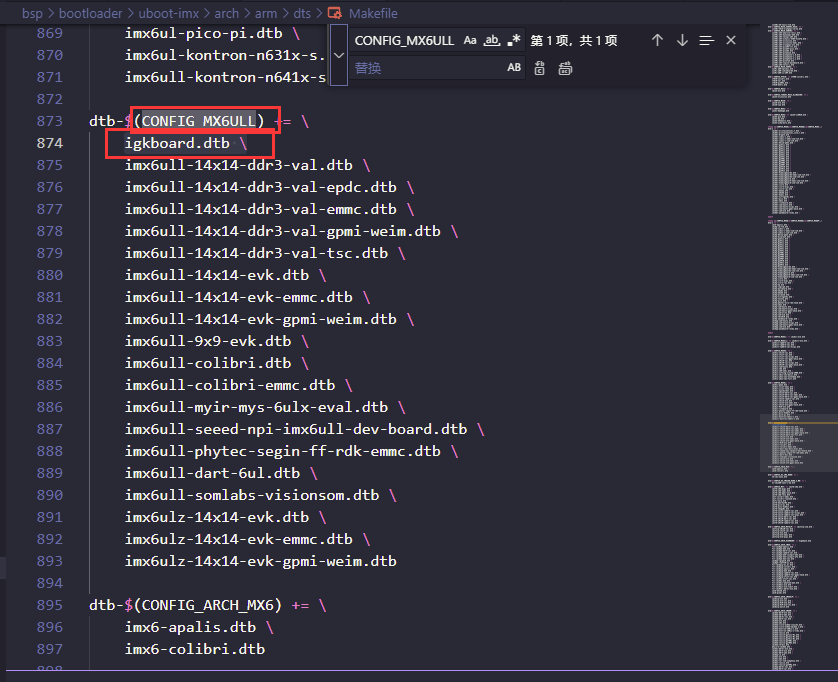 bsp > bootloader > uboot-imx > arch > arm > dts > Makefile
869 imx6ul-pico-pi.dtb \
870 imx6ul-kontron-n631x-s.
871 imx6ull-kontron-n641x-s
CONFIG_MX6ULL Aa ab, .* 第 1 项, 共 1 项
替换 AB
872
873 dtb-$(CONFIG_MX6ULL) += \
874 igkboard.dtb \
875 imx6ull-14x14-ddr3-val.dtb \
876 imx6ull-14x14-ddr3-val-epdc.dtb \
877 imx6ull-14x14-ddr3-val-emmc.dtb \
878 imx6ull-14x14-ddr3-val-gpmi-weim.dtb \
879 imx6ull-14x14-ddr3-val-tsc.dtb \
880 imx6ull-14x14-evk.dtb \
881 imx6ull-14x14-evk-emmc.dtb \
882 imx6ull-14x14-evk-gpmi-weim.dtb \
883 imx6ull-9x9-evk.dtb \
884 imx6ull-colibri.dtb \
885 imx6ull-colibri-emmc.dtb \
886 imx6ull-myir-mys-6ulx-eval.dtb \
887 imx6ull-seeed-npi-imx6ull-dev-board.dtb \
888 imx6ull-phytec-segin-ff-rdk-emmc.dtb \
889 imx6ull-dart-6ul.dtb \
890 imx6ull-somlabs-visionsom.dtb \
891 imx6ulz-14x14-evk.dtb \
892 imx6ulz-14x14-evk-emmc.dtb \
893 imx6ulz-14x14-evk-gpmi-weim.dtb
894
895 dtb-$(CONFIG_ARCH_MX6) += \
896 imx6-apalis.dtb \
897 imx6-colibri.dtb